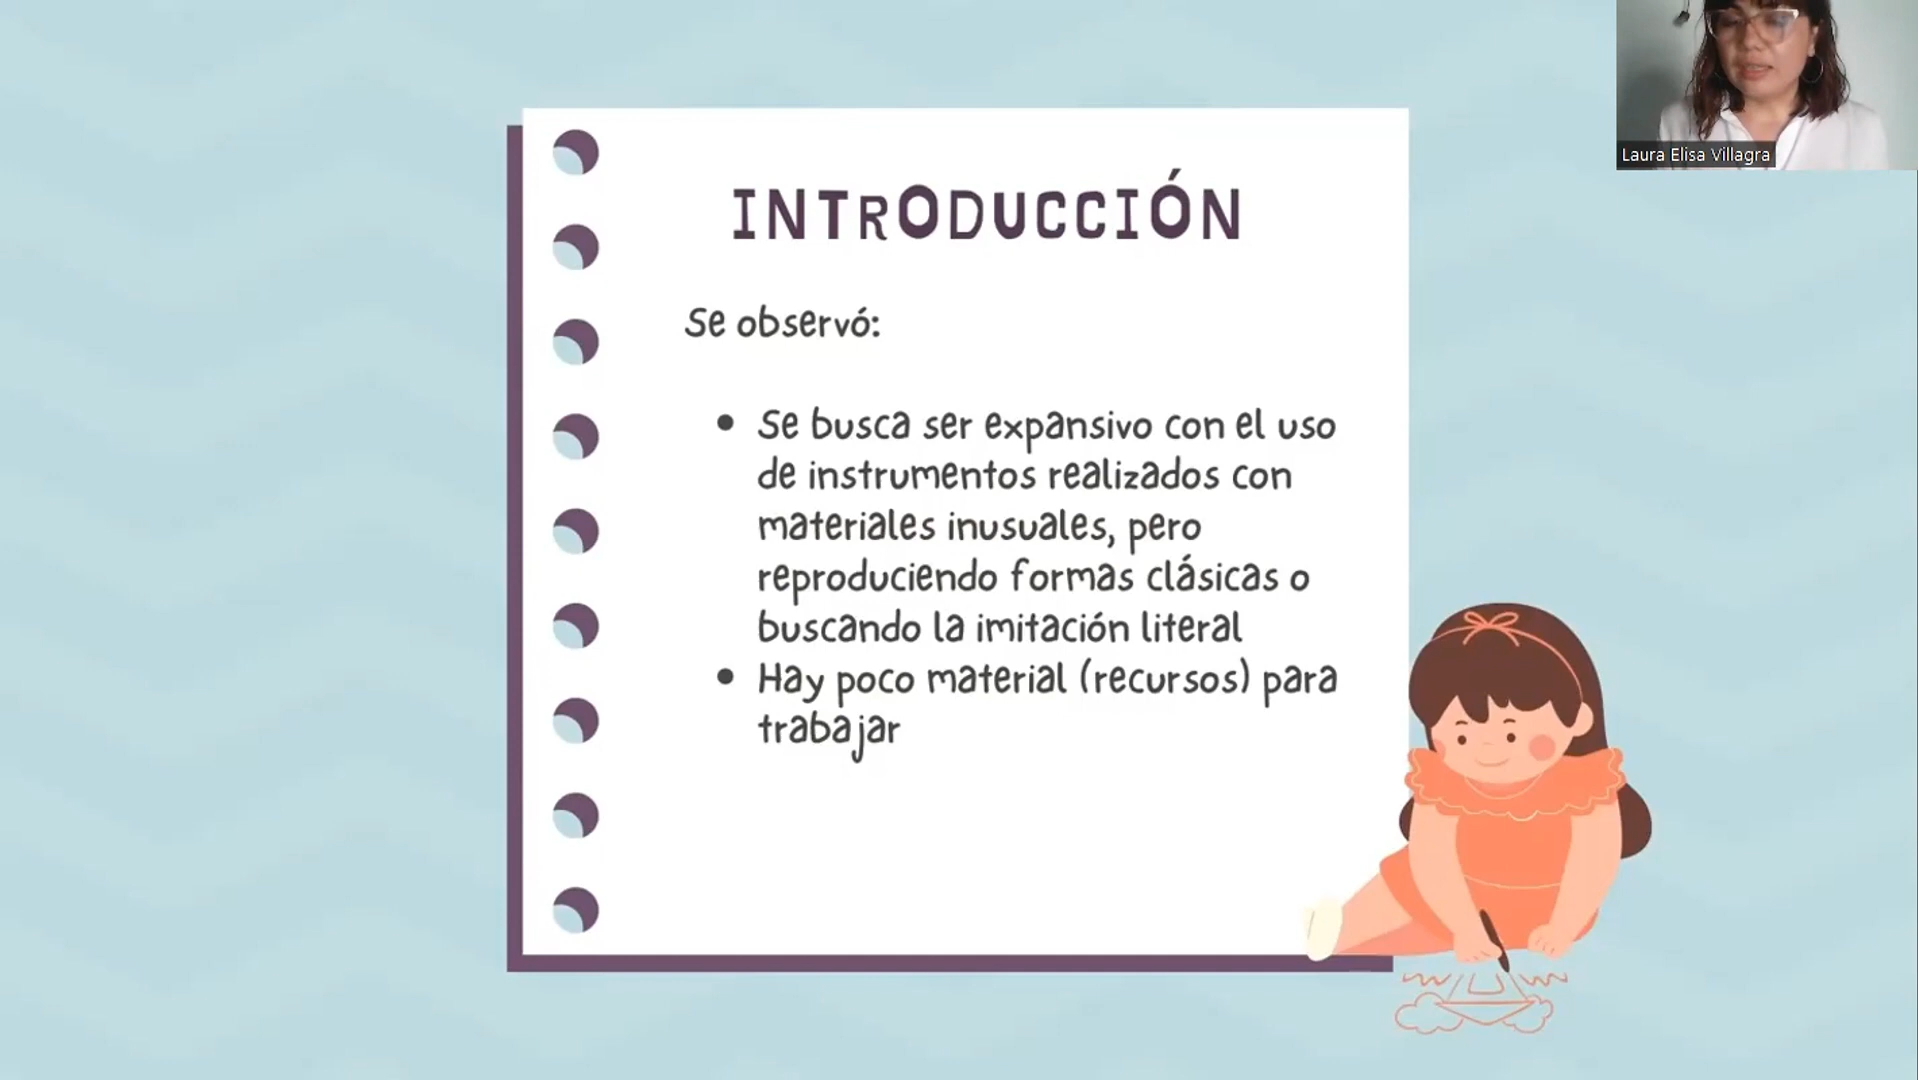 Laura Elisa Villagra
INTRODUCCIÓN
Se observó:
• Se busca ser expansivo con el uso
de instrumentos realizados con
materiales inusuales, pero
reproduciendo formas clásicas o
buscando la imitación literal
• Hay poco material (recursos) para
trabajar